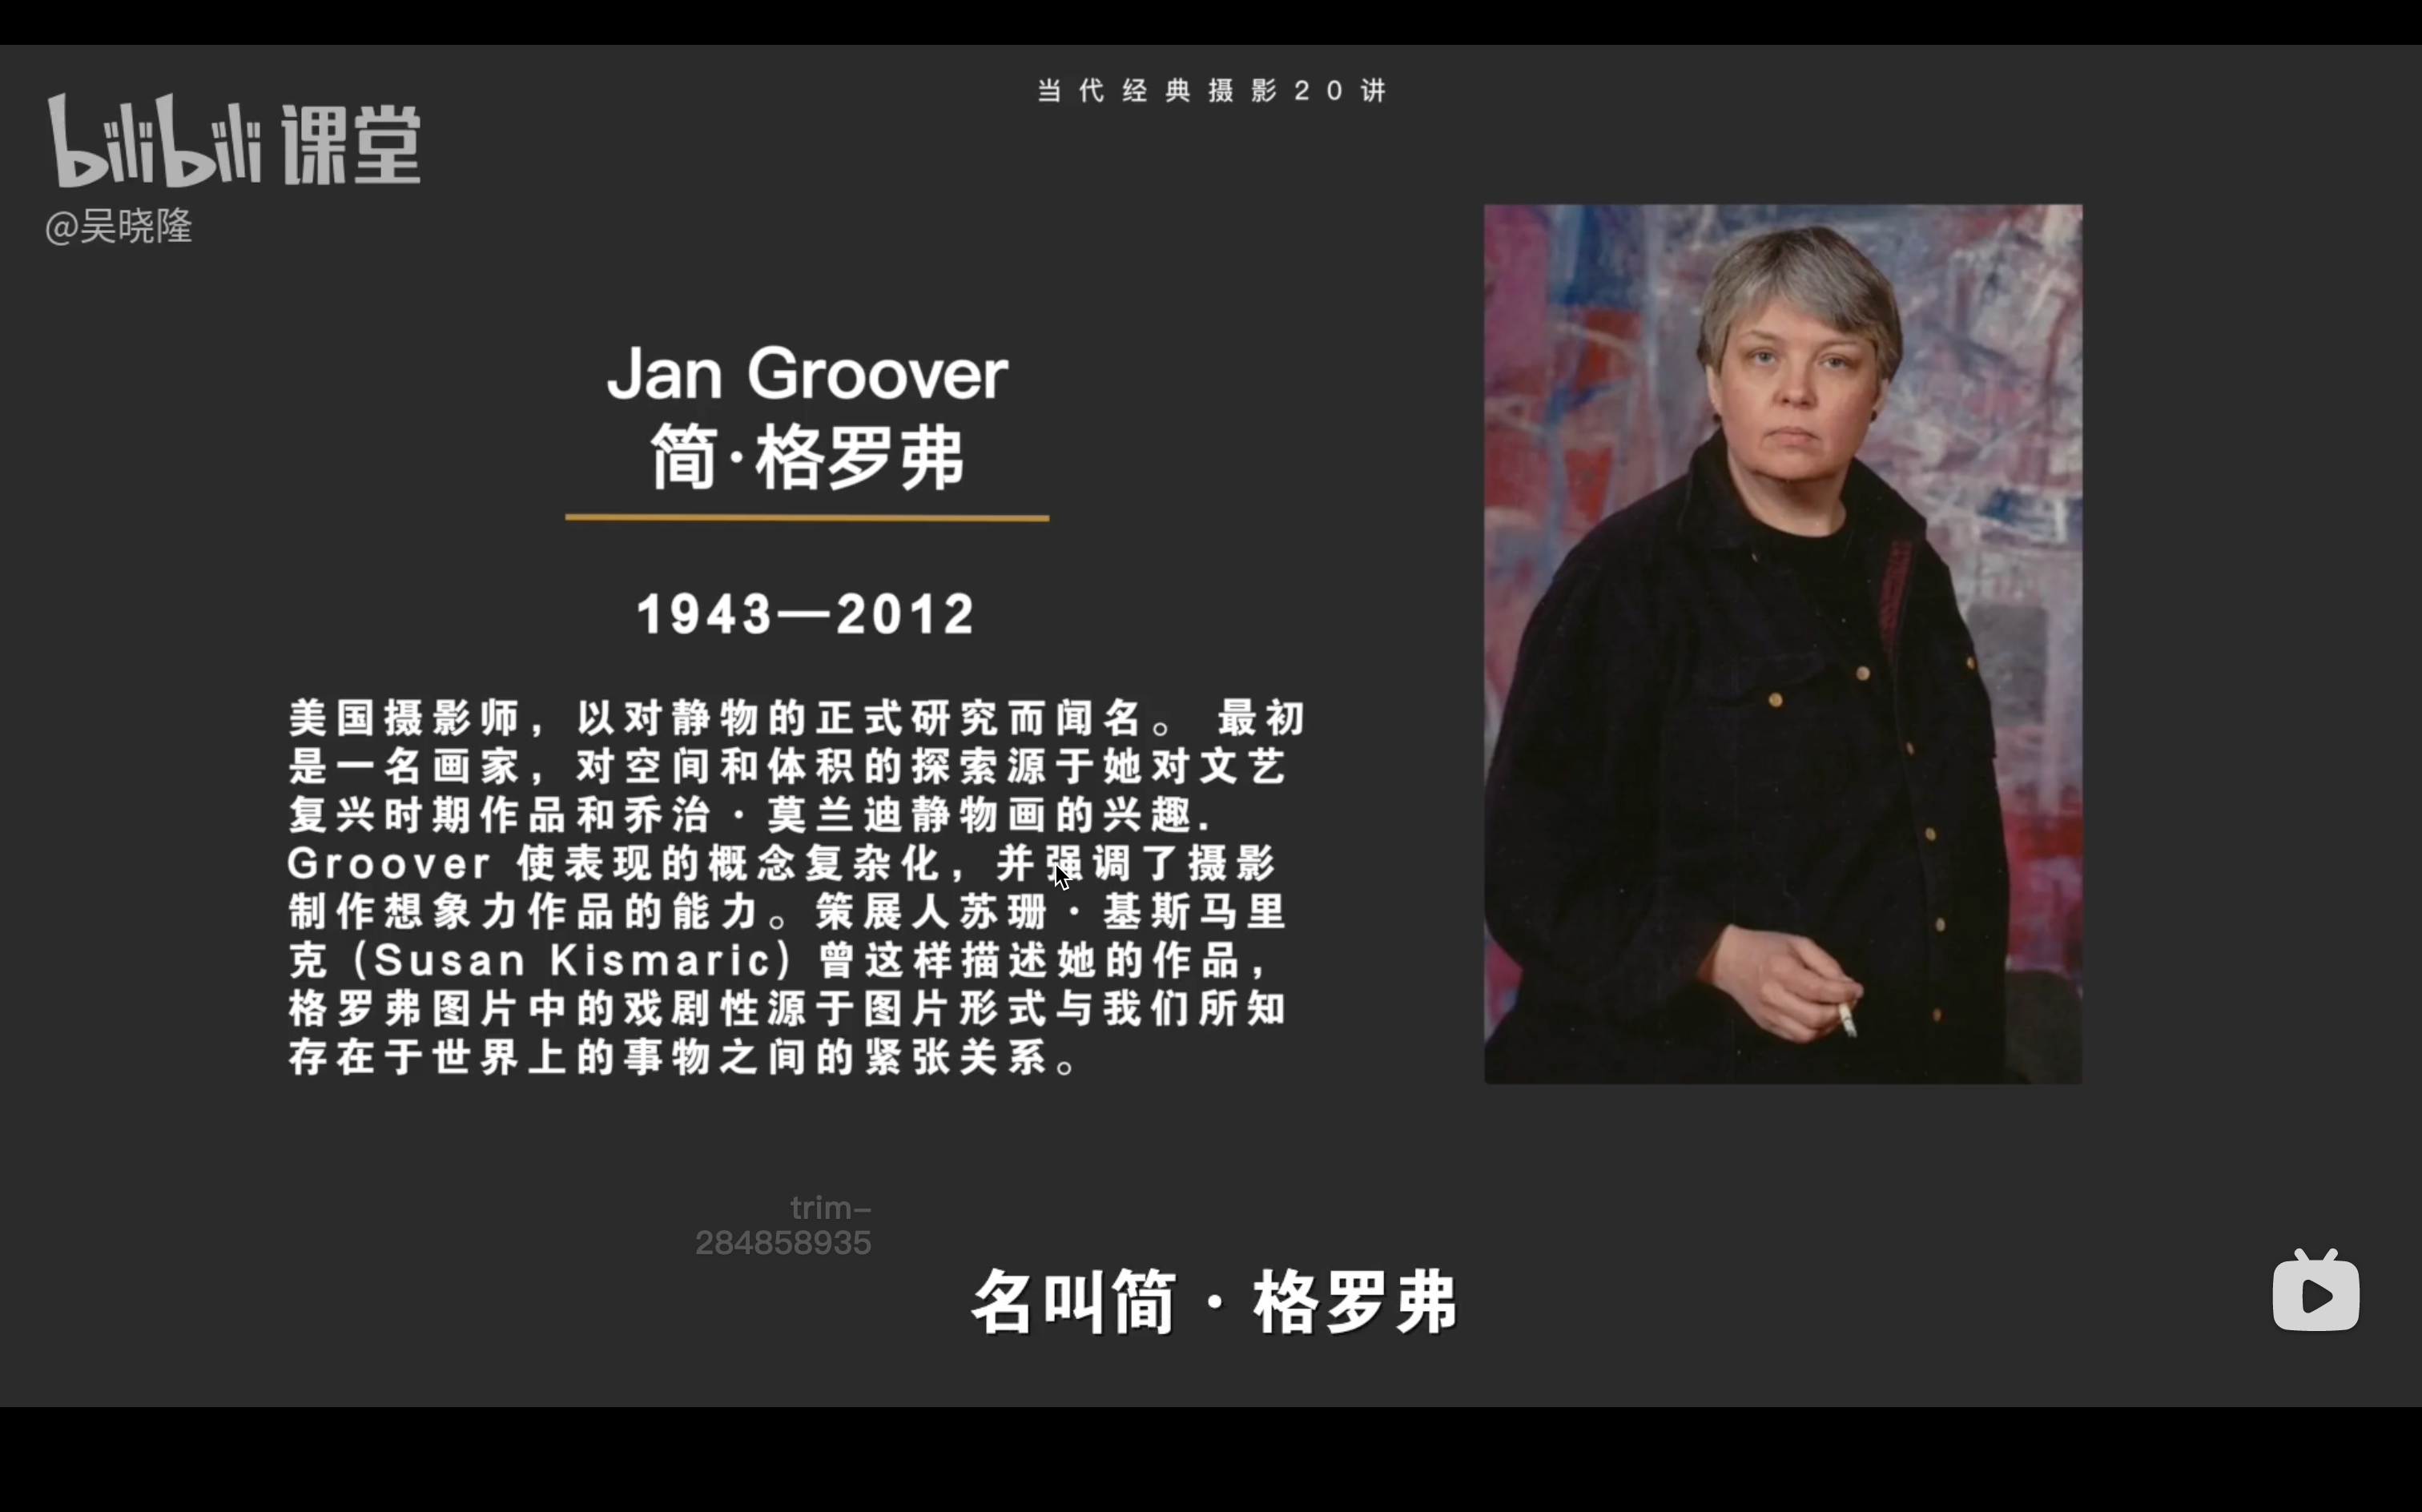 当代经典摄影20讲
bilibili 课堂
@吴晓隆
Jan Groover
简·格罗弗
1943—2012
美国摄影师，以对静物的正式研究而闻名。 最初
是一名画家，对空间和体积的探索源于她对文艺
复兴时期作品和乔治·莫兰迪静物画的兴趣.
Groover 使表现的概念复杂化，并强调了摄影
制作想象力作品的能力。策展人苏珊·基斯马里
克（Susan Kismaric）曾这样描述她的作品，
格罗弗图片中的戏剧性源于图片形式与我们所知
存在于世界上的事物之间的紧张关系。
trim-
284858935
名叫简·格罗弗